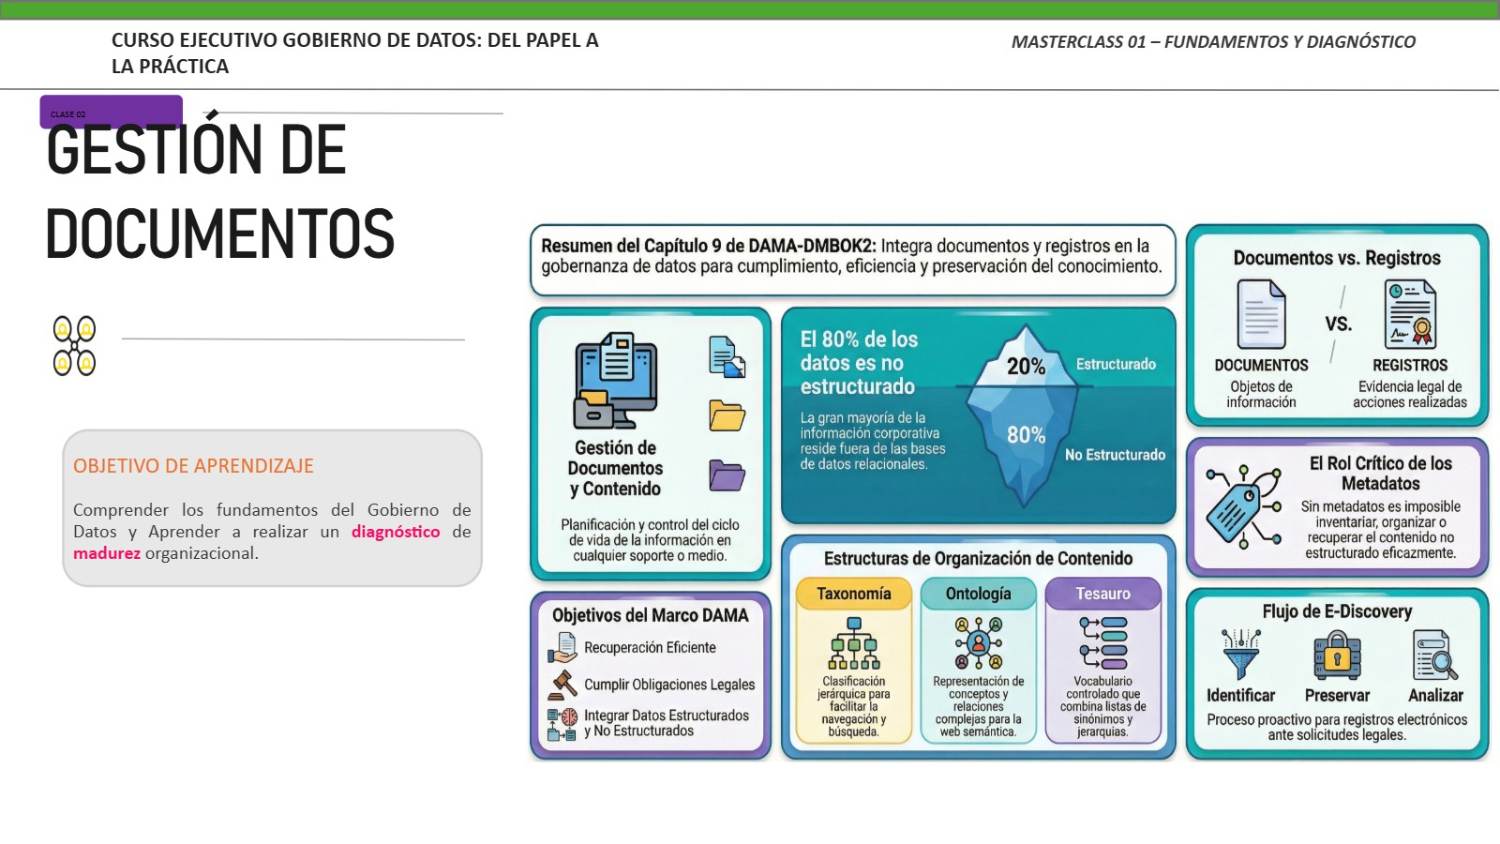 CURSO EJECUTIVO GOBIERNO DE DATOS: DEL PAPEL A
LA PRÁCTICA
MASTERCLASS 01 – FUNDAMENTOS Y DIAGNÓSTICO
CLASE 02
GESTIÓN DE
DOCUMENTOS
OBJETIVO DE APRENDIZAJE
Comprender los fundamentos del Gobierno de
Datos y Aprender a realizar un diagnóstico de
madurez organizacional.
Resumen del Capítulo 9 de DAMA-DMBOK2: Integra documentos y registros en la
gobernanza de datos para cumplimiento, eficiencia y preservación del conocimiento.
Gestión de
Documentos
y Contenido
Planificación y control del ciclo
de vida de la información en
cualquier soporte o medio.
El 80% de los
datos es no
estructurado
La gran mayoría de la
información corporativa
reside fuera de las bases
de datos relacionales.
20%
Estructurado
80%
No Estructurado
Documentos vs. Registros
VS.
DOCUMENTOS
Objetos de
información
REGISTROS
Evidencia legal de
acciones realizadas
El Rol Crítico de los
Metadatos
Sin metadatos es imposible
inventariar, organizar o
recuperar el contenido no
estructurado eficazmente.
Objetivos del Marco DAMA
Recuperación Eficiente
Cumplir Obligaciones Legales
Integrar Datos Estructurados
y No Estructurados
Estructuras de Organización de Contenido
Taxonomía
Clasificación
jerárquica para
facilitar la
navegación y
búsqueda.
Ontología
Representación de
conceptos y
relaciones
complejas para la
web semántica.
Tesauro
Vocabulario
controlado que
combina listas de
sinónimos y
jerarquías.
Flujo de E-Discovery
Identificar
Preservar
Analizar
Proceso proactivo para registros electrónicos
ante solicitudes legales.